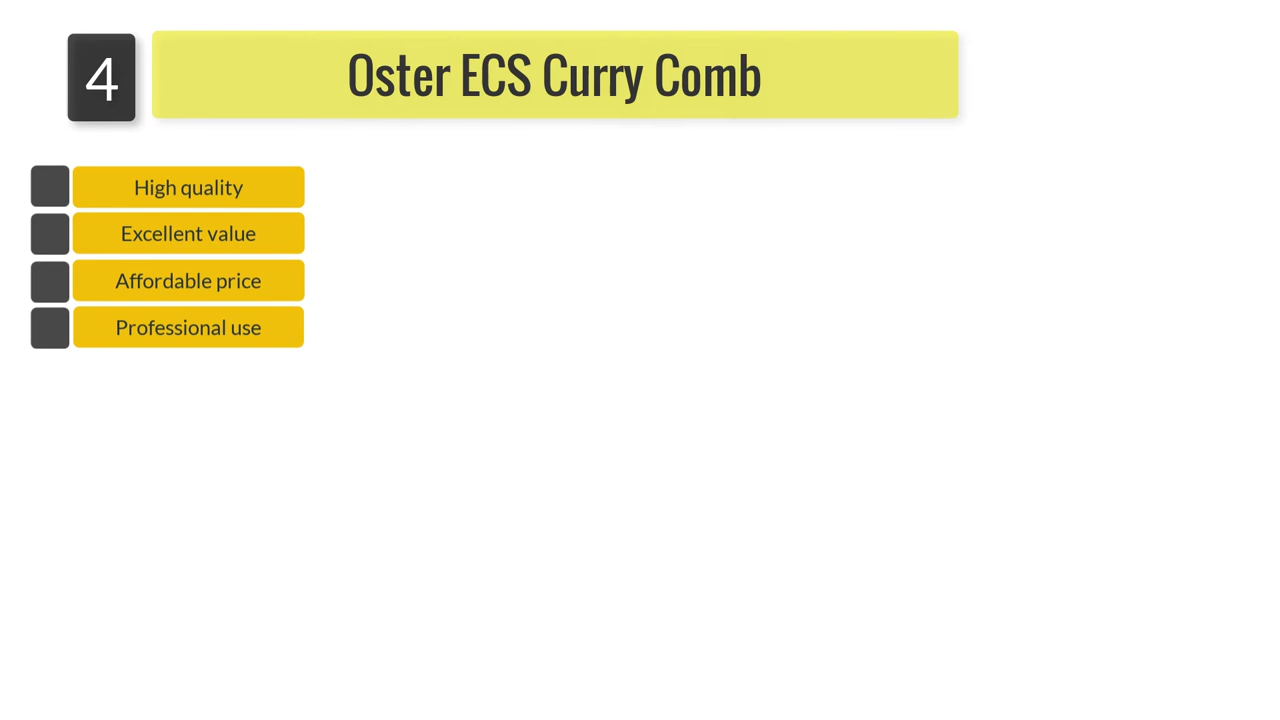 4
Oster ECS Curry Comb
High quality
Excellent value
Affordable price
Professional use